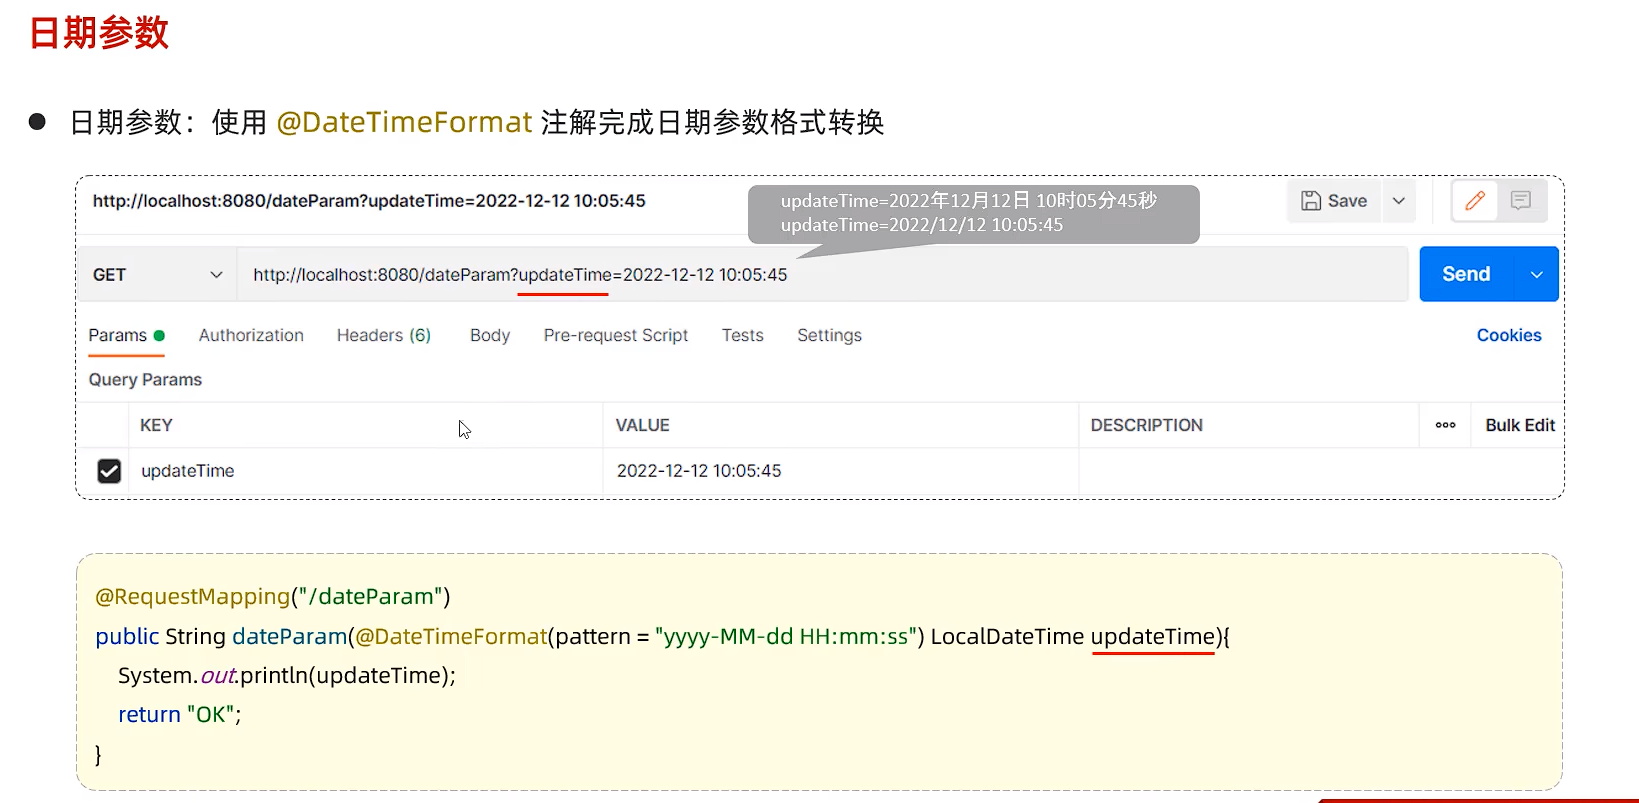 日期参数
● 日期参数：使用 @DateTimeFormat 注解完成日期参数格式转换
http://localhost:8080/dateParam?updateTime=2022-12-12 10:05:45
updateTime=2022年12月12日 10时05分45秒
updateTime=2022/12/12 10:05:45
Save
GET
http://localhost:8080/dateParam?updateTime=2022-12-12 10:05:45
Send
Params Authorization Headers (6) Body Pre-request Script Tests Settings Cookies
Query Params
KEY VALUE DESCRIPTION ooo Bulk Edit
updateTime 2022-12-12 10:05:45
@RequestMapping("/dateParam")
public String dateParam(@DateTimeFormat(pattern = "yyyy-MM-dd HH:mm:ss") LocalDateTime updateTime){
System.out.println(updateTime);
return "OK";
}